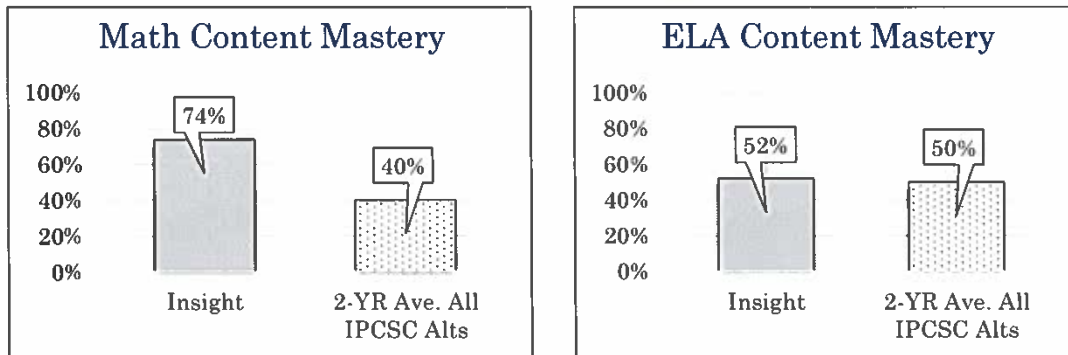 Math Content Mastery
100%
80%
60%
40%
20%
0%
74%
40%
Insight
2-YR Ave. All
IPCSC Alts
ELA Content Mastery
100%
80%
60%
40%
20%
0%
52%
50%
Insight
2-YR Ave. All
IPCSC Alts